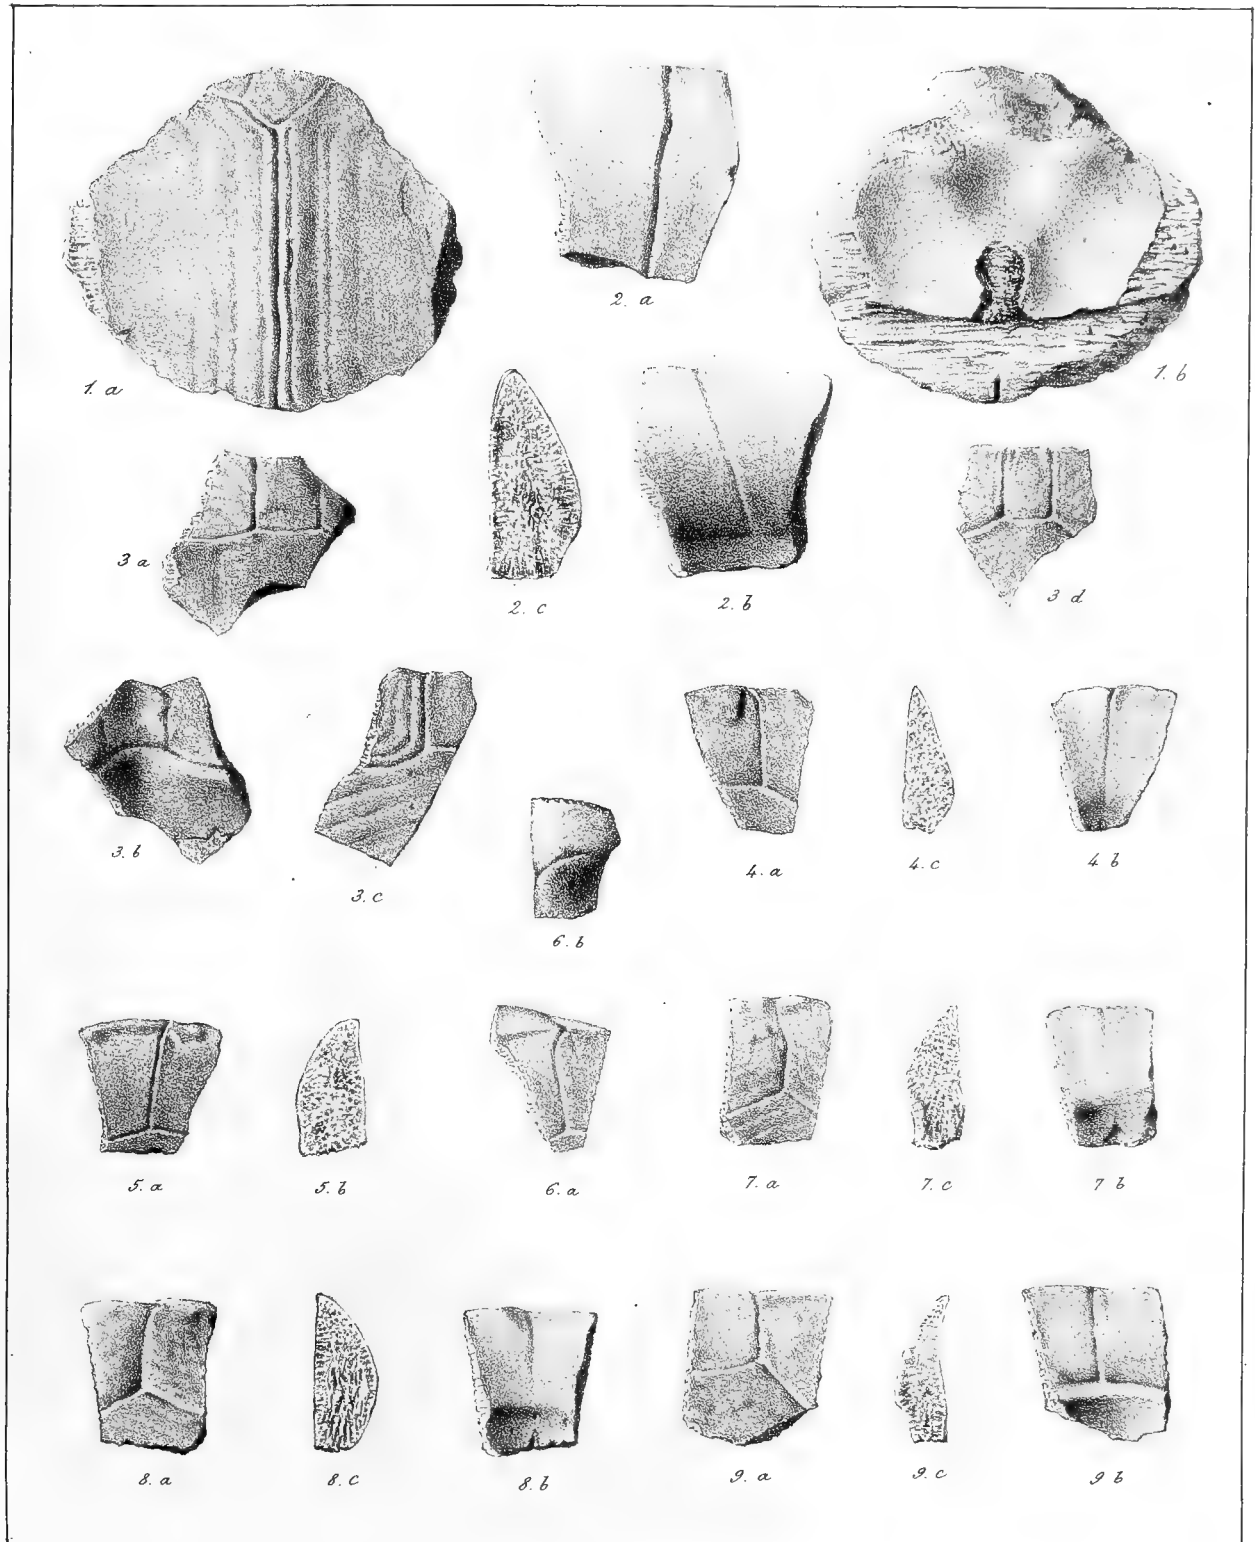 2. a
1. a
1. b
3 a
2. c
2. b
3 d
3. b
3. c
4. a
4. c
4 b
6. b
5. a
5. b
6. a
7. a
7. c
7 b
8. a
8. c
8. b
9. a
9. c
9 b